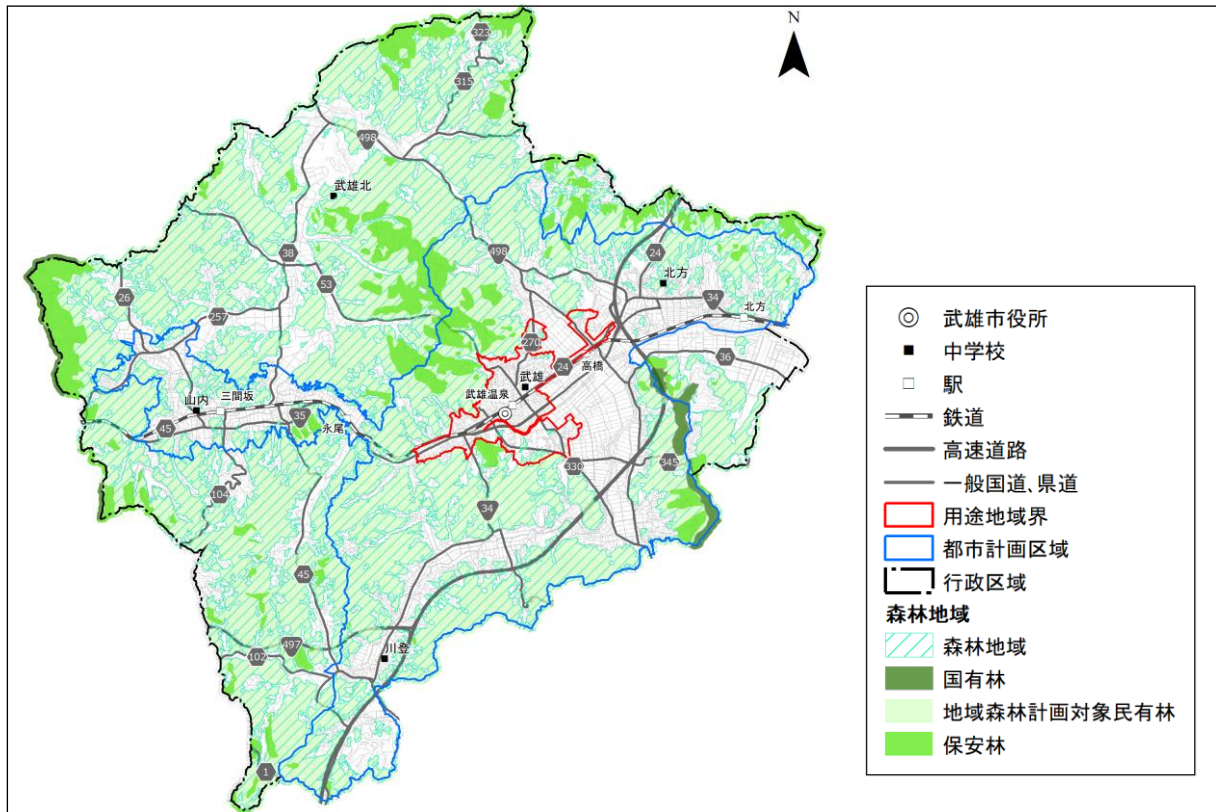 N
323
315
498
武雄北
38
53
498
24
北方
34
北方
26
257
270
24
高橋
36
武雄
武雄温泉
山内
三間坂
35
永尾
45
330
345
104
34
45
497
102
川登
1
武雄市役所
中学校
駅
鉄道
高速道路
一般国道、県道
用途地域界
都市計画区域
行政区域
森林地域
森林地域
国有林
地域森林計画対象民有林
保安林